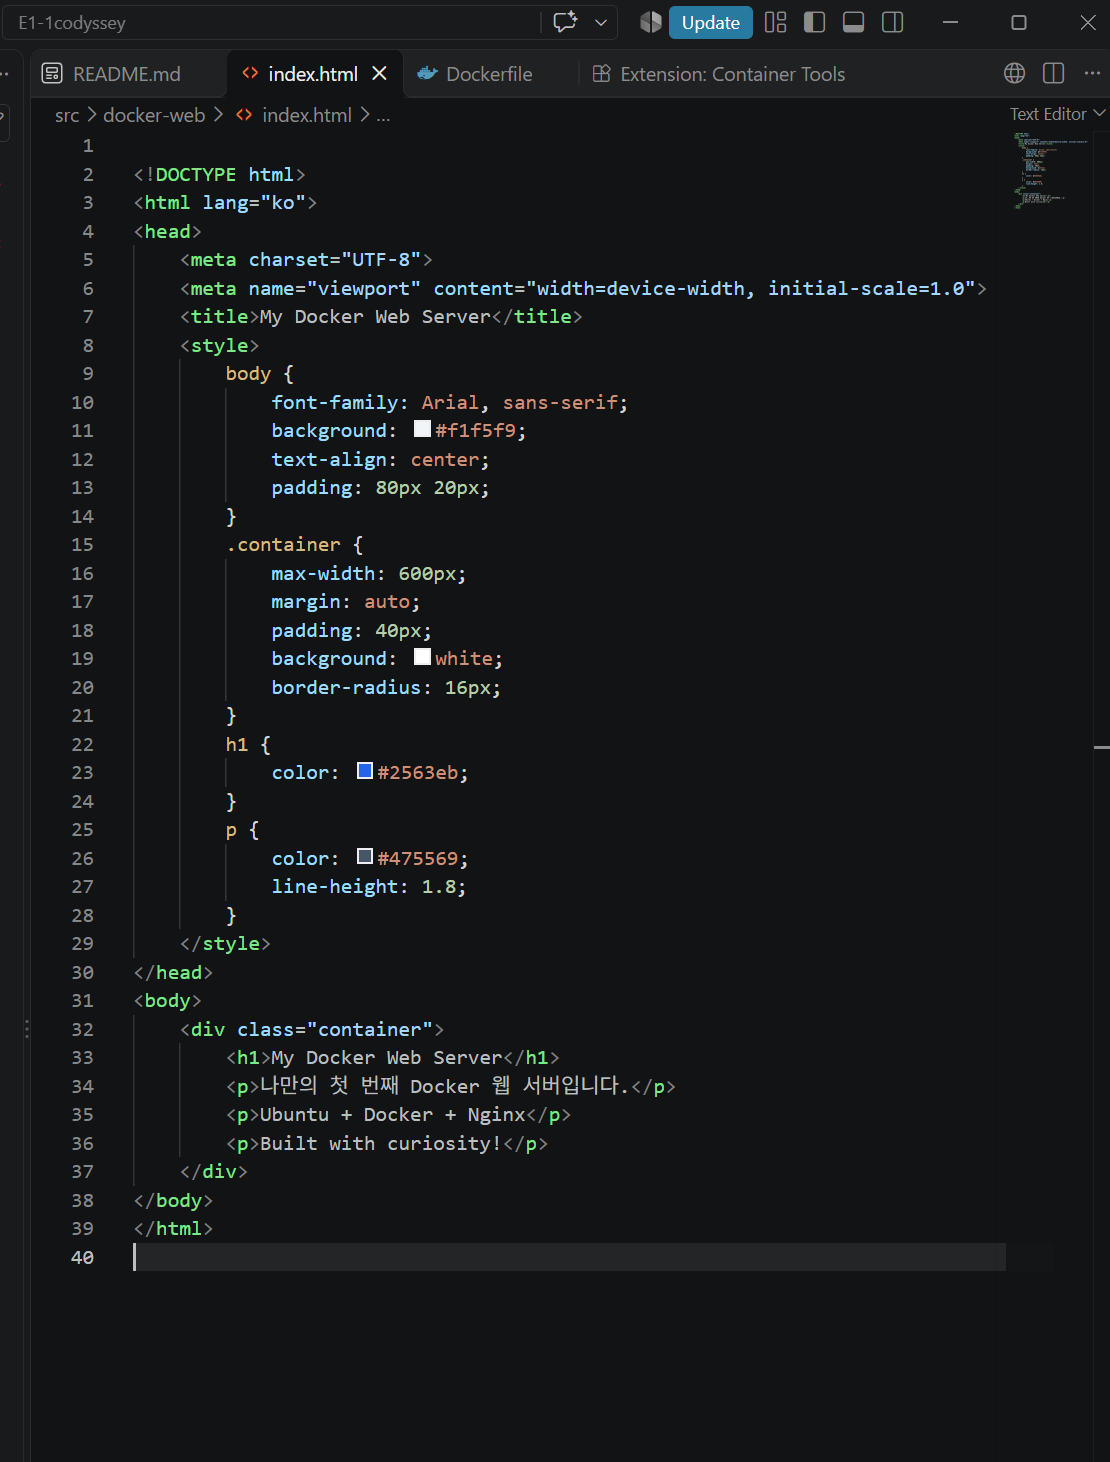 E1-1codyssey
Update
README.md
index.html
Dockerfile
Extension: Container Tools
src > docker-web > index.html > ...
Text Editor
1
2 <!DOCTYPE html>
3 <html lang="ko">
4 <head>
5     <meta charset="UTF-8">
6     <meta name="viewport" content="width=device-width, initial-scale=1.0">
7     <title>My Docker Web Server</title>
8     <style>
9         body {
10             font-family: Arial, sans-serif;
11             background: #f1f5f9;
12             text-align: center;
13             padding: 80px 20px;
14         }
15         .container {
16             max-width: 600px;
17             margin: auto;
18             padding: 40px;
19             background: white;
20             border-radius: 16px;
21         }
22         h1 {
23             color: #2563eb;
24         }
25         p {
26             color: #475569;
27             line-height: 1.8;
28         }
29     </style>
30 </head>
31 <body>
32     <div class="container">
33         <h1>My Docker Web Server</h1>
34         <p>나만의 첫 번째 Docker 웹 서버입니다.</p>
35         <p>Ubuntu + Docker + Nginx</p>
36         <p>Built with curiosity!</p>
37     </div>
38 </body>
39 </html>
40